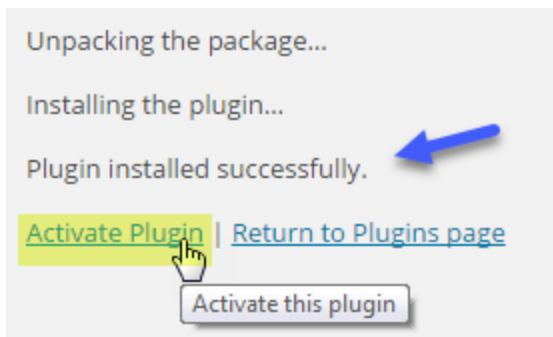 Unpacking the package...
Installing the plugin...
Plugin installed successfully.
Activate Plugin | Return to Plugins page
Activate this plugin